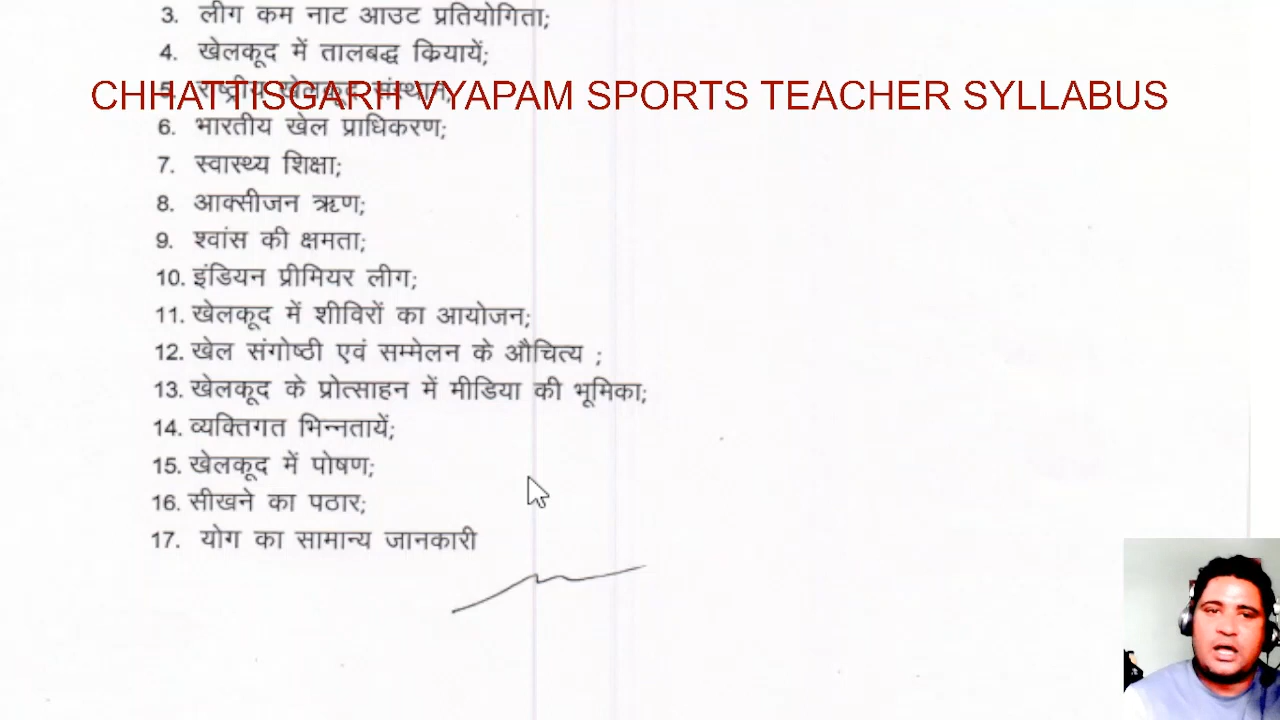 3. लीग कम नाट आउट प्रतियोगिता;
4. खेलकूद में तालबद्ध कियायें;
CHHATTISGARH VYAPAM SPORTS TEACHER SYLLABUS
5. राष्ट्रीय खेलकूद संस्थान;
6. भारतीय खेल प्राधिकरण;
7. स्वास्थ्य शिक्षा;
8. आक्सीजन ऋण;
9. श्वांस की क्षमता;
10. इंडियन प्रीमियर लीग;
11. खेलकूद में शीविरों का आयोजन;
12. खेल संगोष्ठी एवं सम्मेलन के औचित्य ;
13. खेलकूद के प्रोत्साहन में मीडिया की भूमिका;
14. व्यक्तिगत भिन्नतायें;
15. खेलकूद में पोषण;
16. सीखने का पठार;
17. योग का सामान्य जानकारी